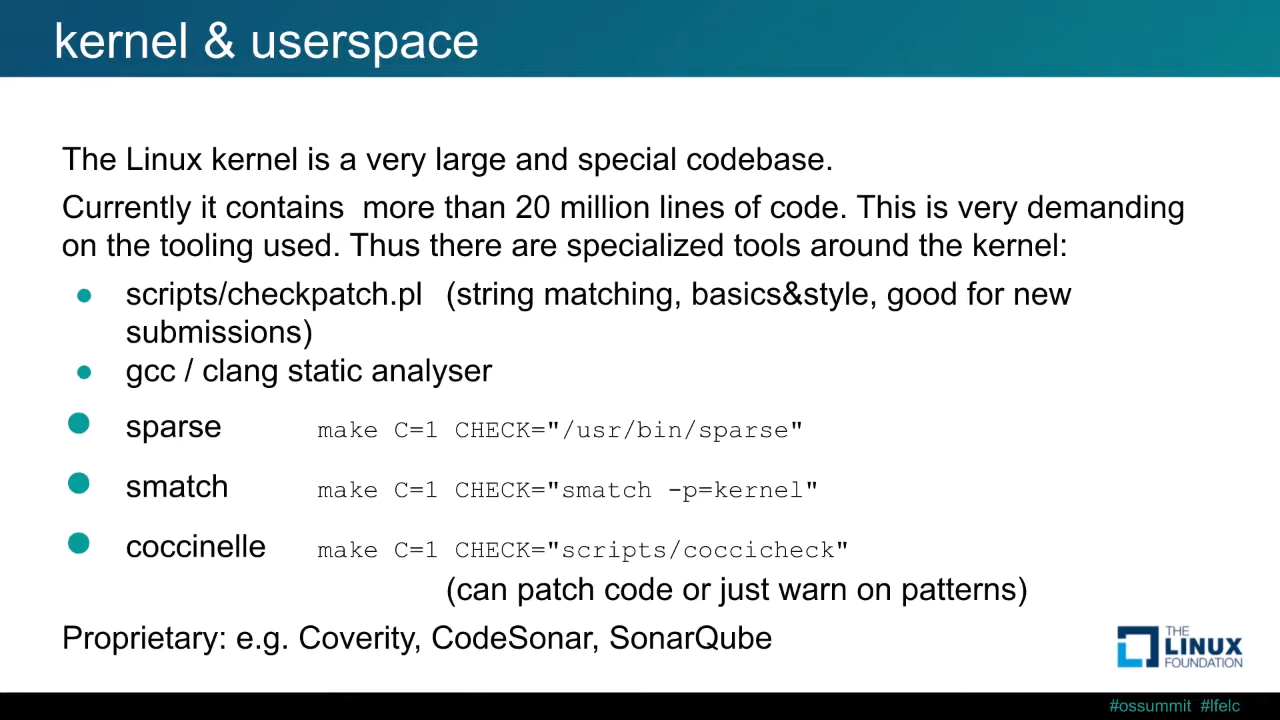 kernel & userspace
The Linux kernel is a very large and special codebase.
Currently it contains  more than 20 million lines of code. This is very demanding
on the tooling used. Thus there are specialized tools around the kernel:
● scripts/checkpatch.pl (string matching, basics&style, good for new
submissions)
● gcc / clang static analyser
● sparse make C=1 CHECK="/usr/bin/sparse"
● smatch make C=1 CHECK="smatch -p=kernel"
● coccinelle make C=1 CHECK="scripts/coccicheck"
(can patch code or just warn on patterns)
Proprietary: e.g. Coverity, CodeSonar, SonarQube
THE
LINUX
FOUNDATION
#ossummit #lfelc